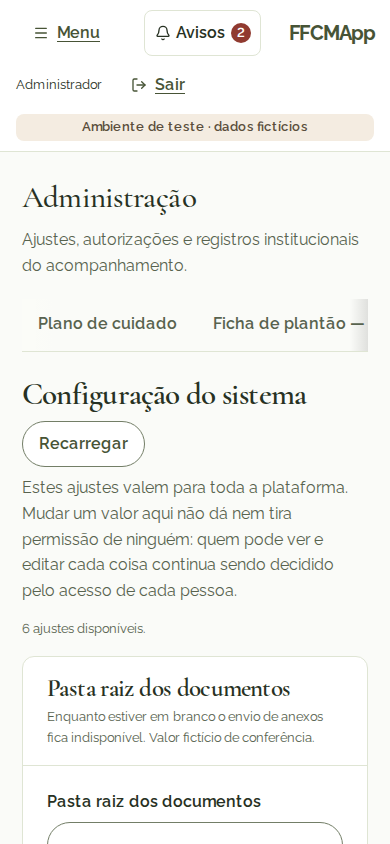 Menu
Avisos 2
FFCMApp
Administrador
Sair
Ambiente de teste · dados fictícios
Administração
Ajustes, autorizações e registros institucionais
do acompanhamento.
Plano de cuidado
Ficha de plantão —
Configuração do sistema
Recarregar
Estes ajustes valem para toda a plataforma.
Mudar um valor aqui não dá nem tira
permissão de ninguém: quem pode ver e
editar cada coisa continua sendo decidido
pelo acesso de cada pessoa.
6 ajustes disponíveis.
Pasta raiz dos documentos
Enquanto estiver em branco o envio de anexos
fica indisponível. Valor fictício de conferência.
Pasta raiz dos documentos